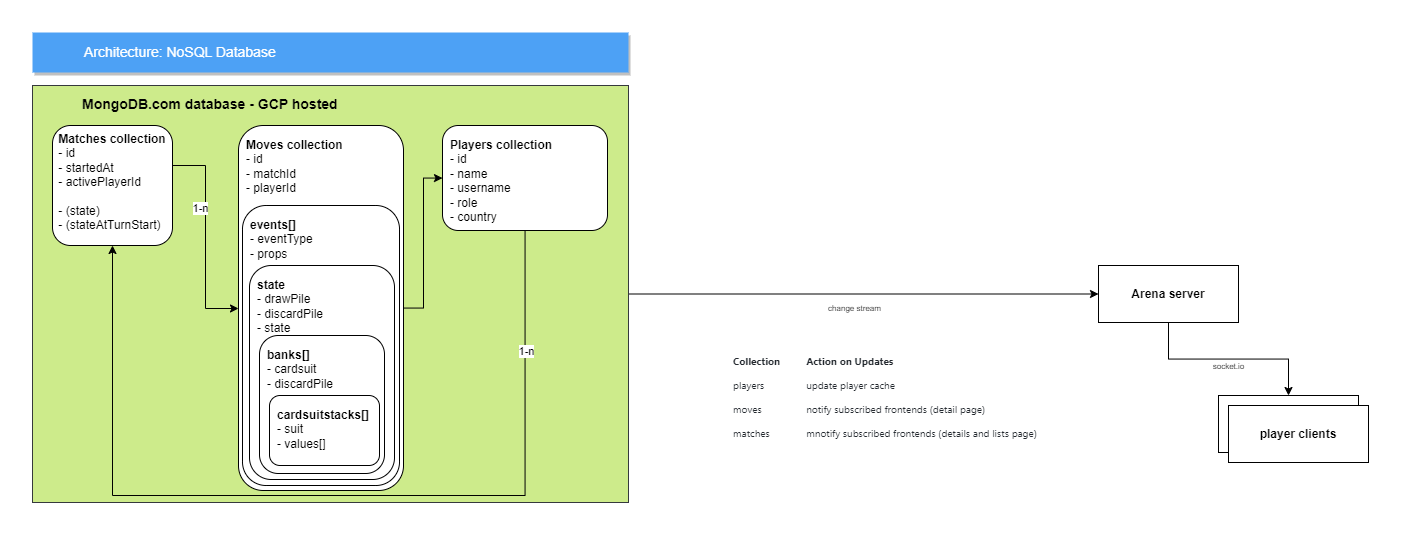 Architecture: NoSQL Database
MongoDB.com database - GCP hosted
Matches collection
- id
- startedAt
- activePlayerId
- (state)
- (stateAtTurnStart)
1-n
Moves collection
- id
- matchId
- playerId
events[]
- eventType
- props
state
- drawPile
- discardPile
- state
banks[]
- cardsuit
- discardPile
cardsuitstacks[]
- suit
- values[]
Players collection
- id
- name
- username
- role
- country
1-n
change stream
Arena server
socket.io
player clients
Collection Action on Updates
players update player cache
moves notify subscribed frontends (detail page)
matches mnotify subscribed frontends (details and lists page)